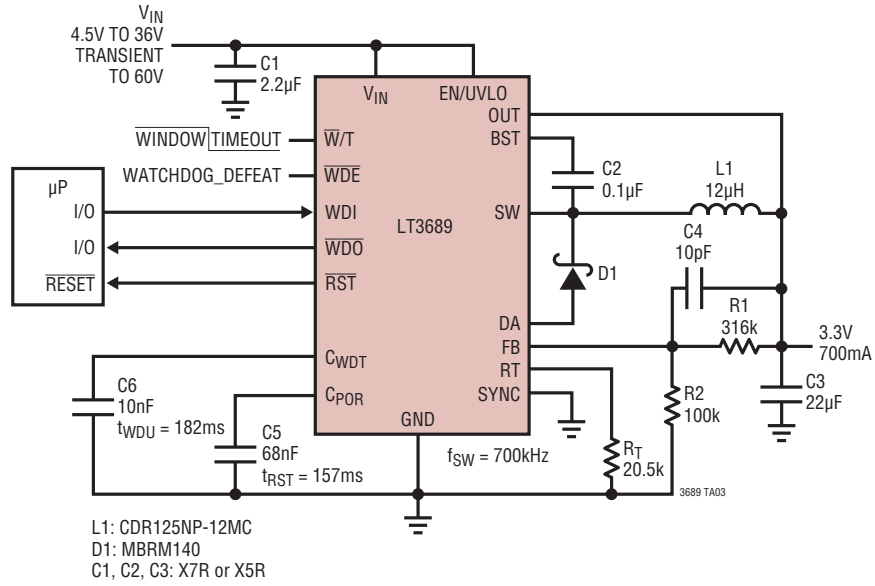 VIN
4.5V TO 36V
TRANSIENT
TO 60V
C1
2.2µF
VIN
EN/UVLO
OUT
BST
WINDOW TIMEOUT
W/T
WATCHDOG_DEFEAT
WDE
C2
0.1µF
L1
12µH
µP
I/O
WDI
LT3689
SW
C4
10pF
I/O
WDO
D1
RESET
RST
R1
316k
DA
FB
3.3V
700mA
CWDT
RT
C6
10nF
tWDU = 182ms
CPOR
SYNC
R2
100k
C3
22µF
C5
68nF
tRST = 157ms
GND
fSW = 700kHz
RT
20.5k
3689 TA03
L1: CDR125NP-12MC
D1: MBRM140
C1, C2, C3: X7R or X5R